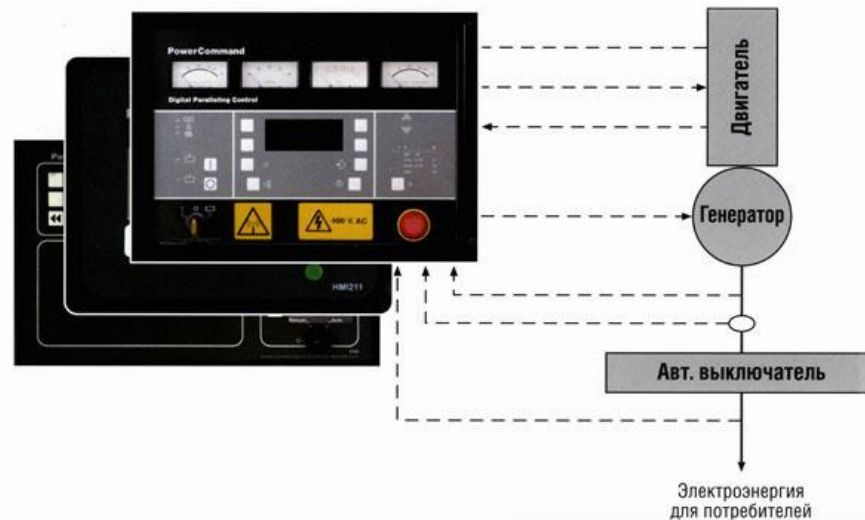 PowerCommand
Digital Paralleling Control
400 V. AC
HMI211
Двигатель
Генератор
Авт. выключатель
Электроэнергия
для потребителей